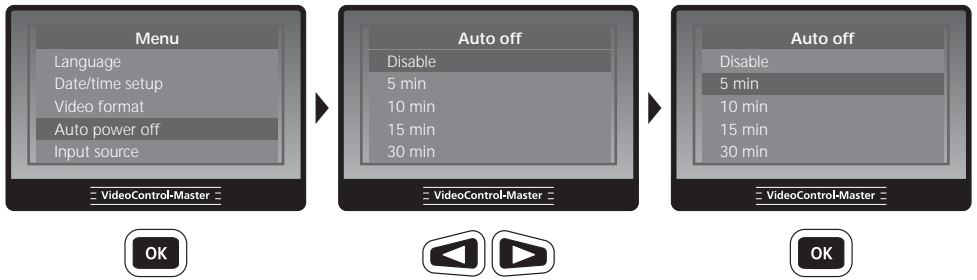 Menu
Language
Date/time setup
Video format
Auto power off
Input source
VideoControl-Master
OK
Auto off
Disable
5 min
10 min
15 min
30 min
VideoControl-Master
Auto off
Disable
5 min
10 min
15 min
30 min
VideoControl-Master
OK